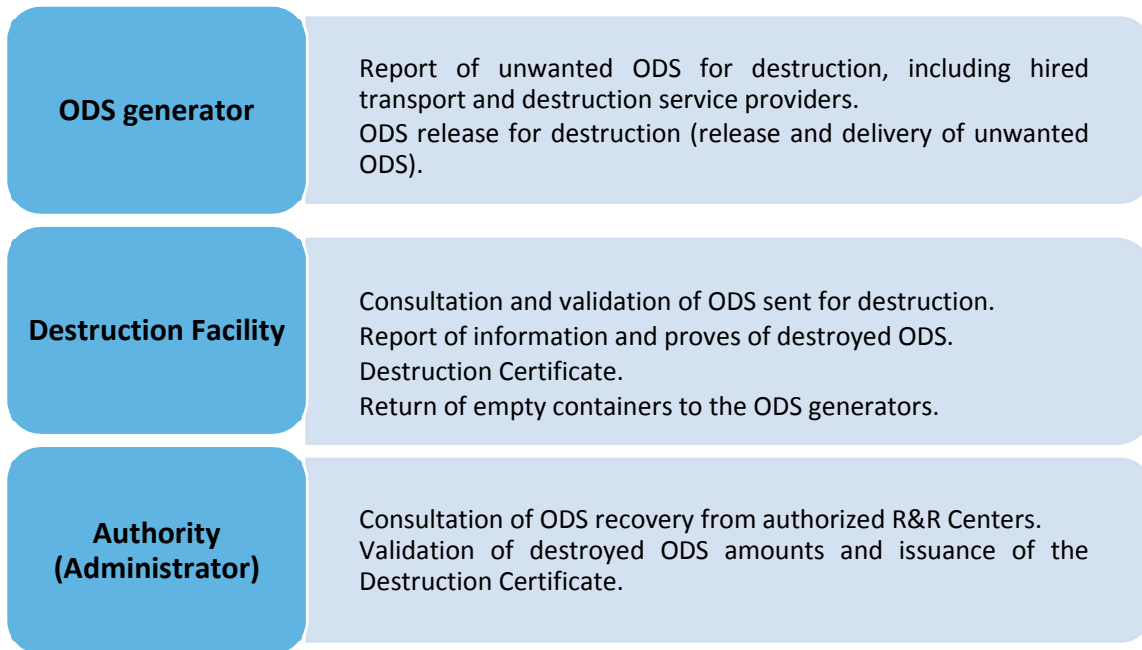 ODS generator
Report of unwanted ODS for destruction, including hired
transport and destruction service providers.
ODS release for destruction (release and delivery of unwanted
ODS).
Destruction Facility
Consultation and validation of ODS sent for destruction.
Report of information and proves of destroyed ODS.
Destruction Certificate.
Return of empty containers to the ODS generators.
Authority
(Administrator)
Consultation of ODS recovery from authorized R&R Centers.
Validation of destroyed ODS amounts and issuance of the
Destruction Certificate.